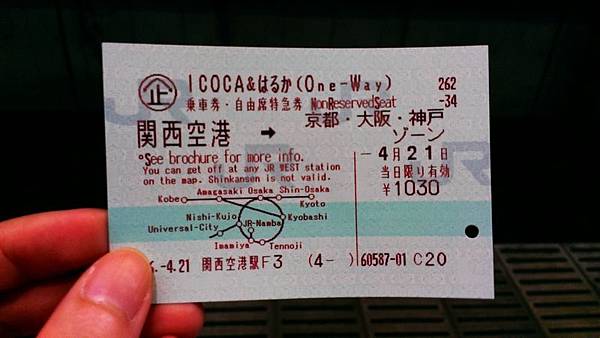 企 ICOCA&はるか(One-Way) 262
乗車券・自由席特急券 NonReservedSeat -34
関西空港 → 京都・大阪・神戸
ゾーン
°See brochure for more info.
-4月21日
You can get off at any JR WEST station
on the map. Shinkansen is not valid.
当日限り有効
¥1030
Amagasaki Osaka Shin-Osaka
Kobe Kyoto
Nishi-Kujo Kyobashi
Universal-City JR-Namba
Imamiya Tennoji
.-4.21 関西空港駅F3 (4- ) 60587-01 C20